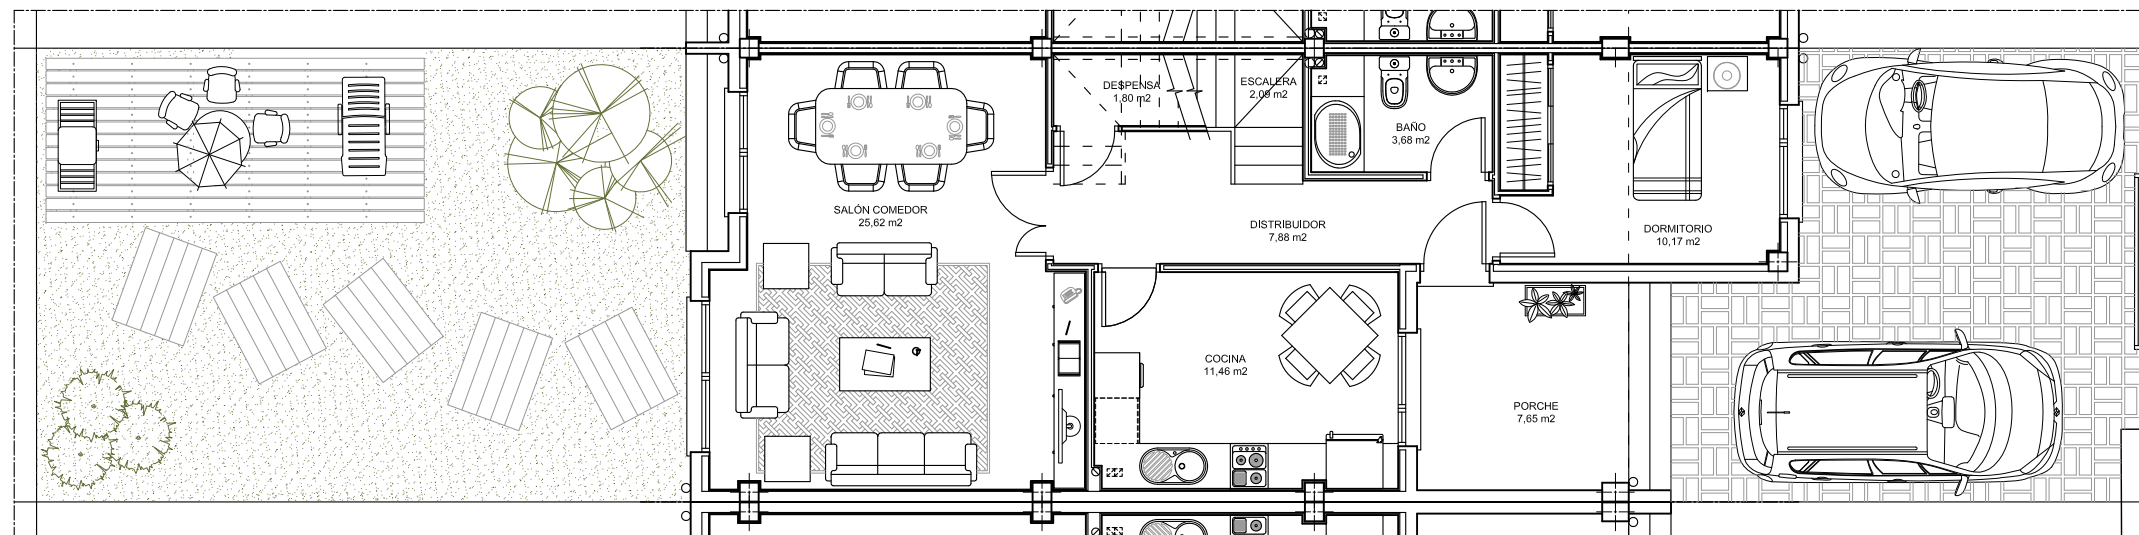 DESPENSA
1,80 m2
ESCALERA
2,09 m2
BAÑO
3,68 m2
SALÓN COMEDOR
25,62 m2
DISTRIBUIDOR
7,88 m2
DORMITORIO
10,17 m2
COCINA
11,46 m2
PORCHE
7,65 m2